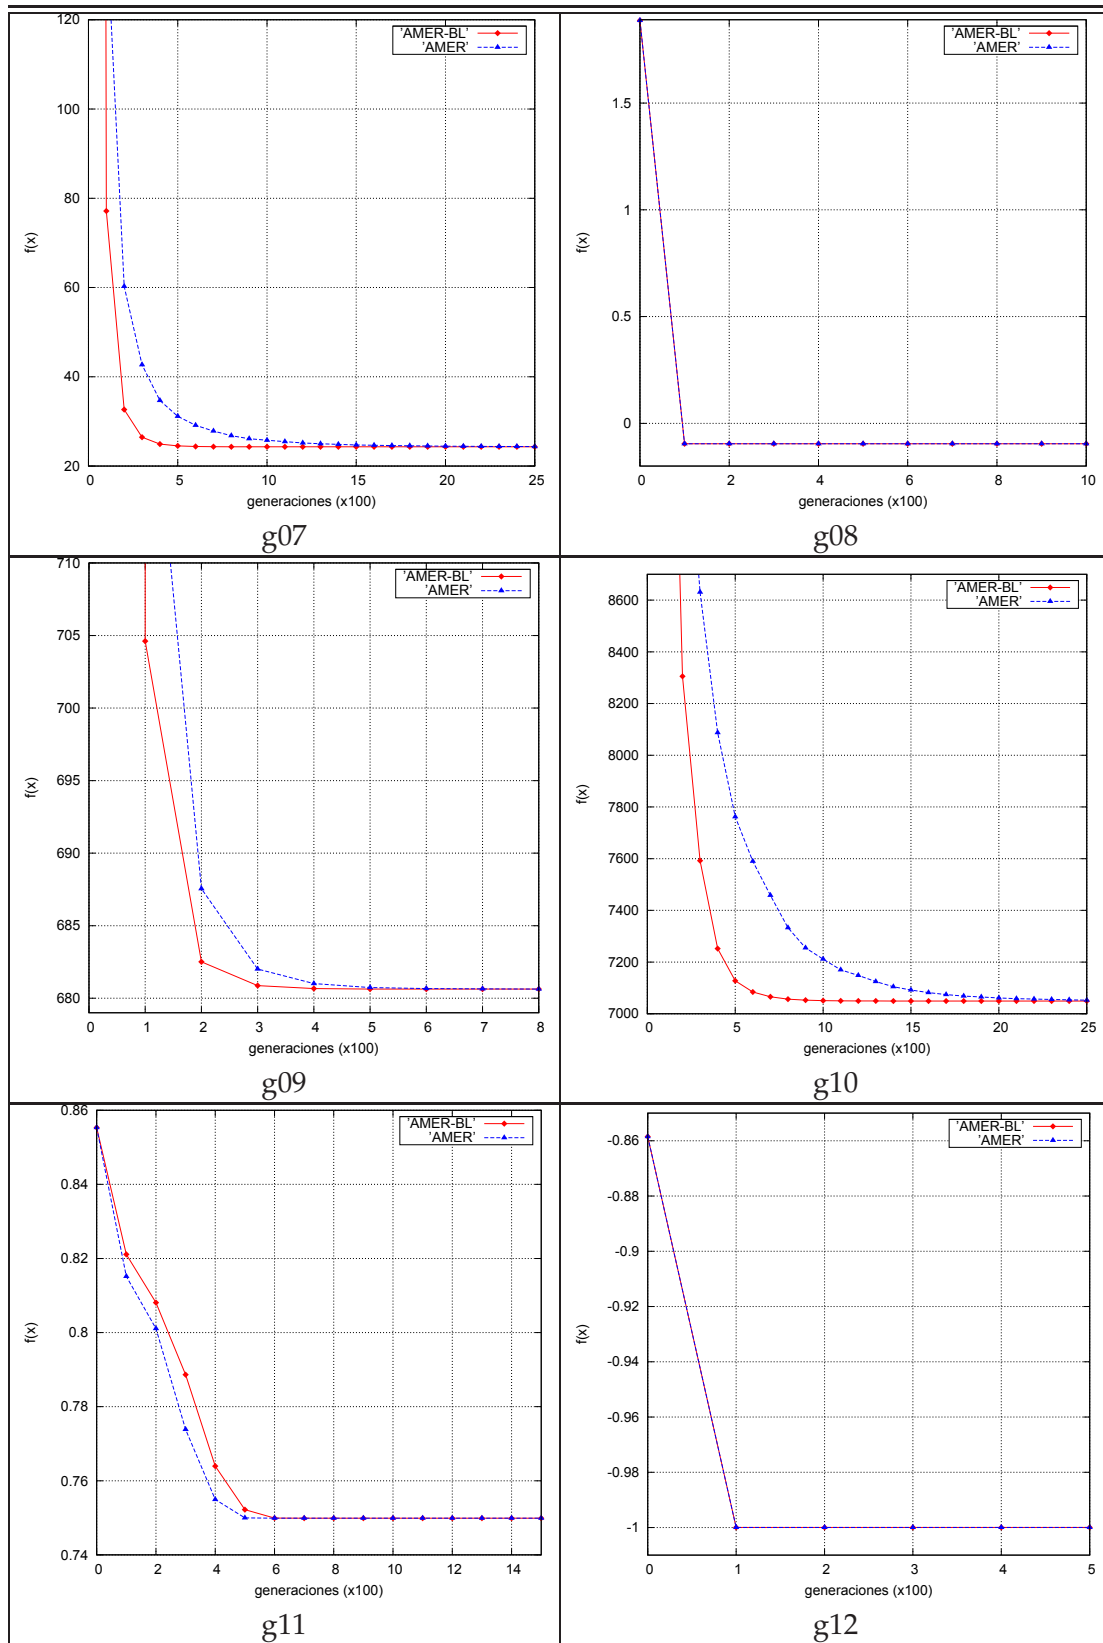 120
100
80
60
40
20
0
5
10
15
20
25
f(x)
generaciones (x100)
'AMER-BL'
'AMER'
g07
1.5
1
0.5
0
0
2
4
6
8
10
f(x)
generaciones (x100)
'AMER-BL'
'AMER'
g08
710
705
700
695
690
685
680
0
1
2
3
4
5
6
7
8
f(x)
generaciones (x100)
'AMER-BL'
'AMER'
g09
8600
8400
8200
8000
7800
7600
7400
7200
7000
0
5
10
15
20
25
f(x)
generaciones (x100)
'AMER-BL'
'AMER'
g10
0.86
0.84
0.82
0.8
0.78
0.76
0.74
0
2
4
6
8
10
12
14
f(x)
generaciones (x100)
'AMER-BL'
'AMER'
g11
-0.86
-0.88
-0.9
-0.92
-0.94
-0.96
-0.98
-1
0
1
2
3
4
5
f(x)
generaciones (x100)
'AMER-BL'
'AMER'
g12